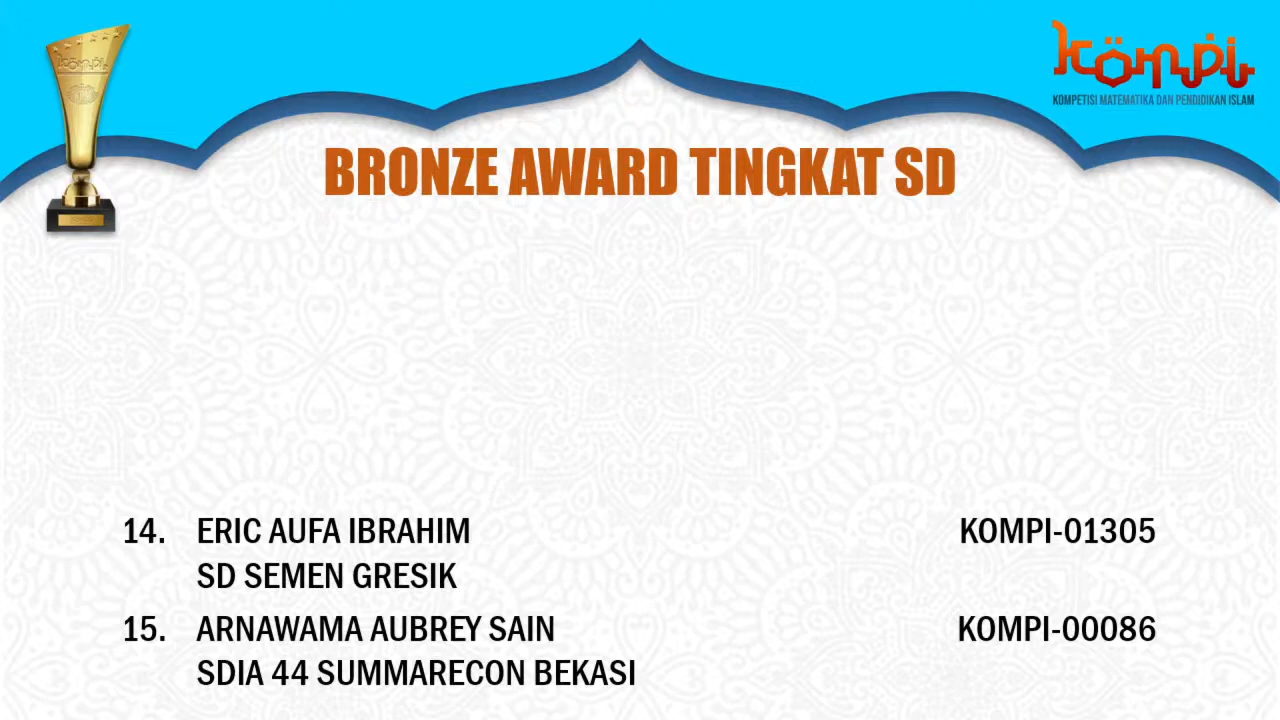 kömpi
KOMPETISI MATEMATIKA DAN PENDIDIKAN ISLAM
BRONZE AWARD TINGKAT SD
14. ERIC AUFA IBRAHIM KOMPI-01305
SD SEMEN GRESIK
15. ARNAWAMA AUBREY SAIN KOMPI-00086
SDIA 44 SUMMARECON BEKASI